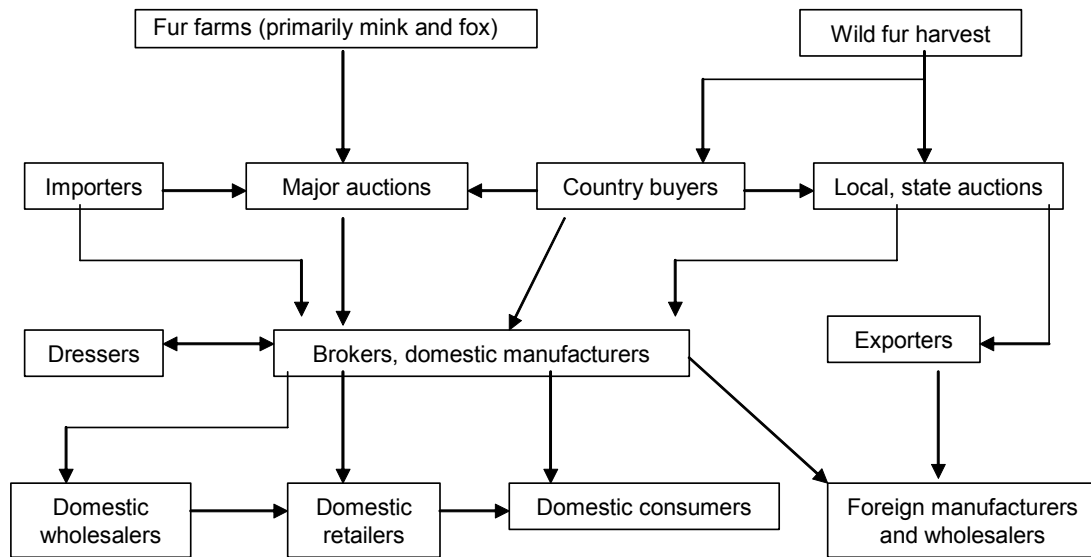 Fur farms (primarily mink and fox)
Wild fur harvest
Importers
Major auctions
Country buyers
Local, state auctions
Dressers
Brokers, domestic manufacturers
Exporters
Domestic
wholesalers
Domestic
retailers
Domestic consumers
Foreign manufacturers
and wholesalers